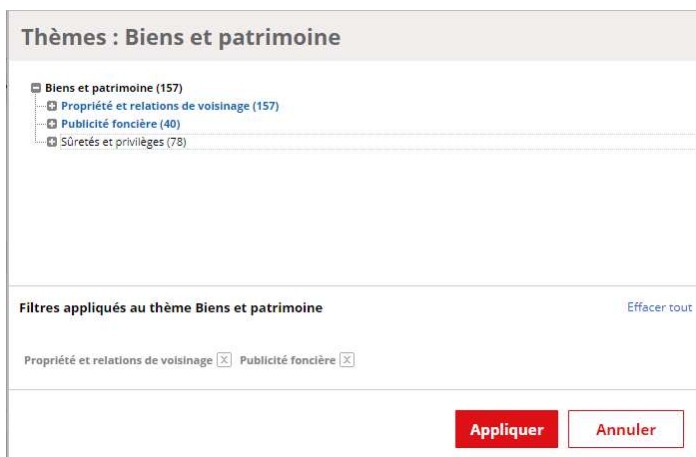 Thèmes : Biens et patrimoine
Biens et patrimoine (157)
Propriété et relations de voisinage (157)
Publicité foncière (40)
Sûretés et privilèges (78)
Filtres appliqués au thème Biens et patrimoine Effacer tout
Propriété et relations de voisinage X Publicité foncière X
Appliquer Annuler